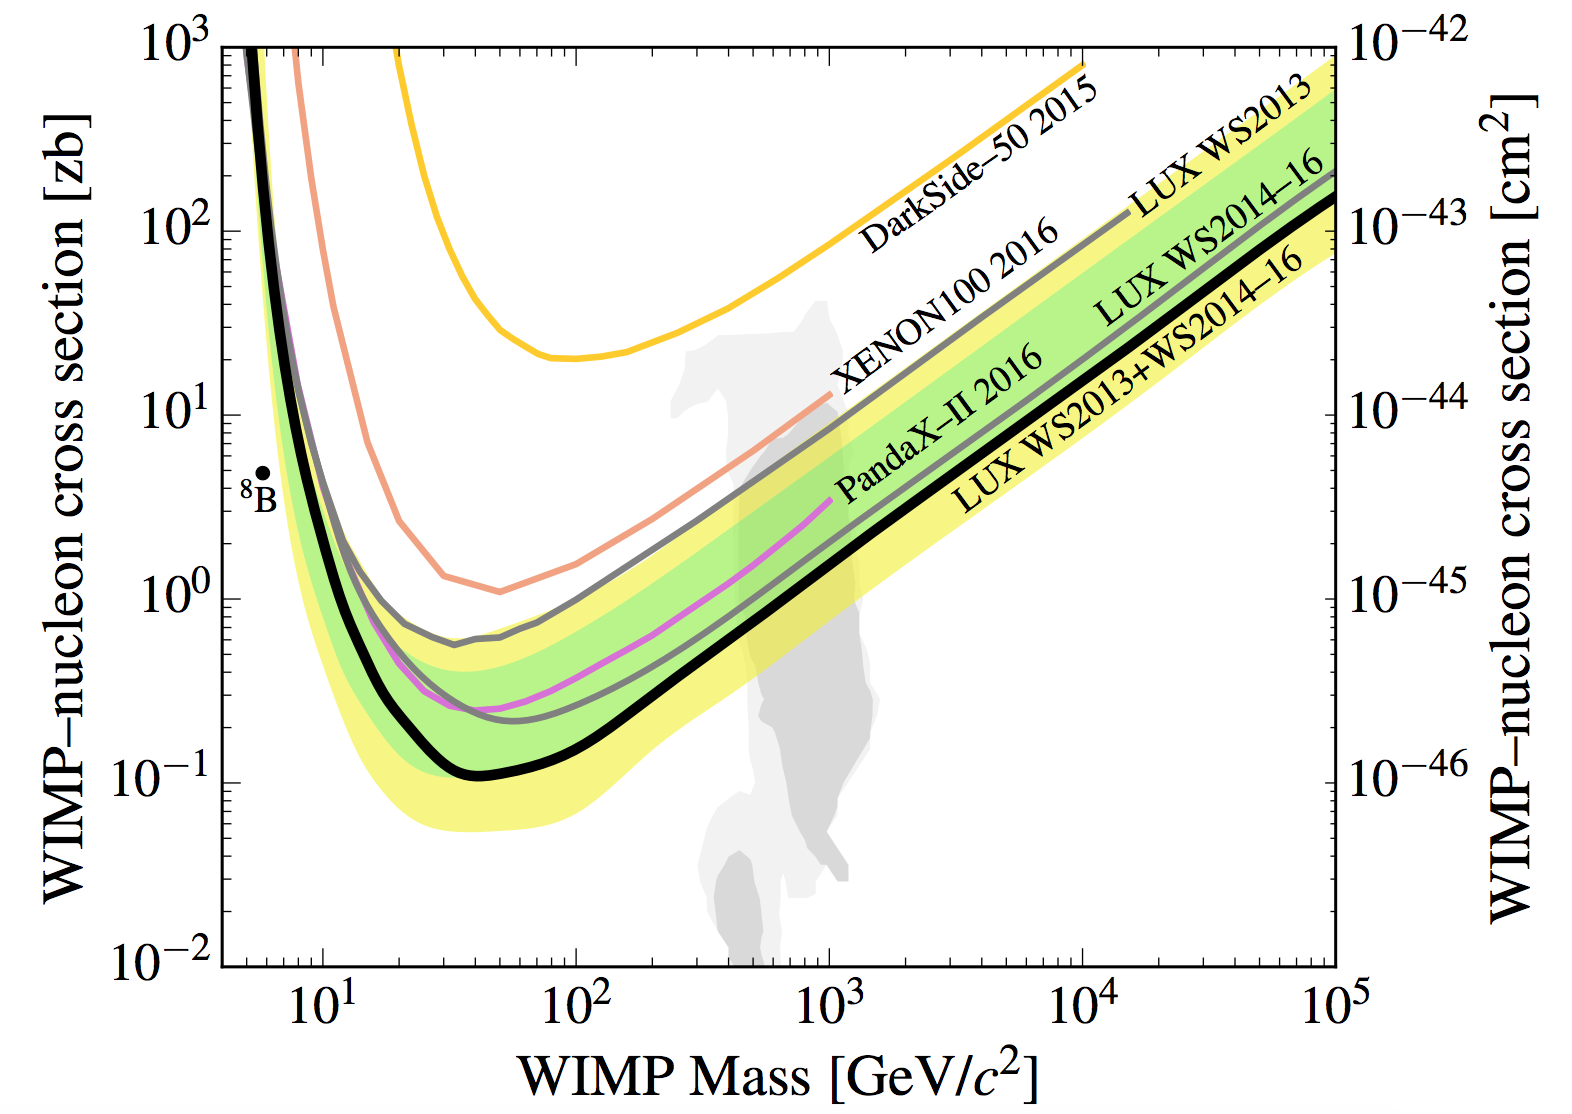 WIMP–nucleon cross section [zb]
10³
10²
10¹
10⁰
10⁻¹
10⁻²
DarkSide–50 2015
LUX WS2013
XENON100 2016
LUX WS2014–16
PandaX–II 2016
LUX WS2013+WS2014–16
⁸B
10⁻⁴²
10⁻⁴³
10⁻⁴⁴
10⁻⁴⁵
10⁻⁴⁶
WIMP–nucleon cross section [cm²]
10¹ 10² 10³ 10⁴ 10⁵
WIMP Mass [GeV/c²]